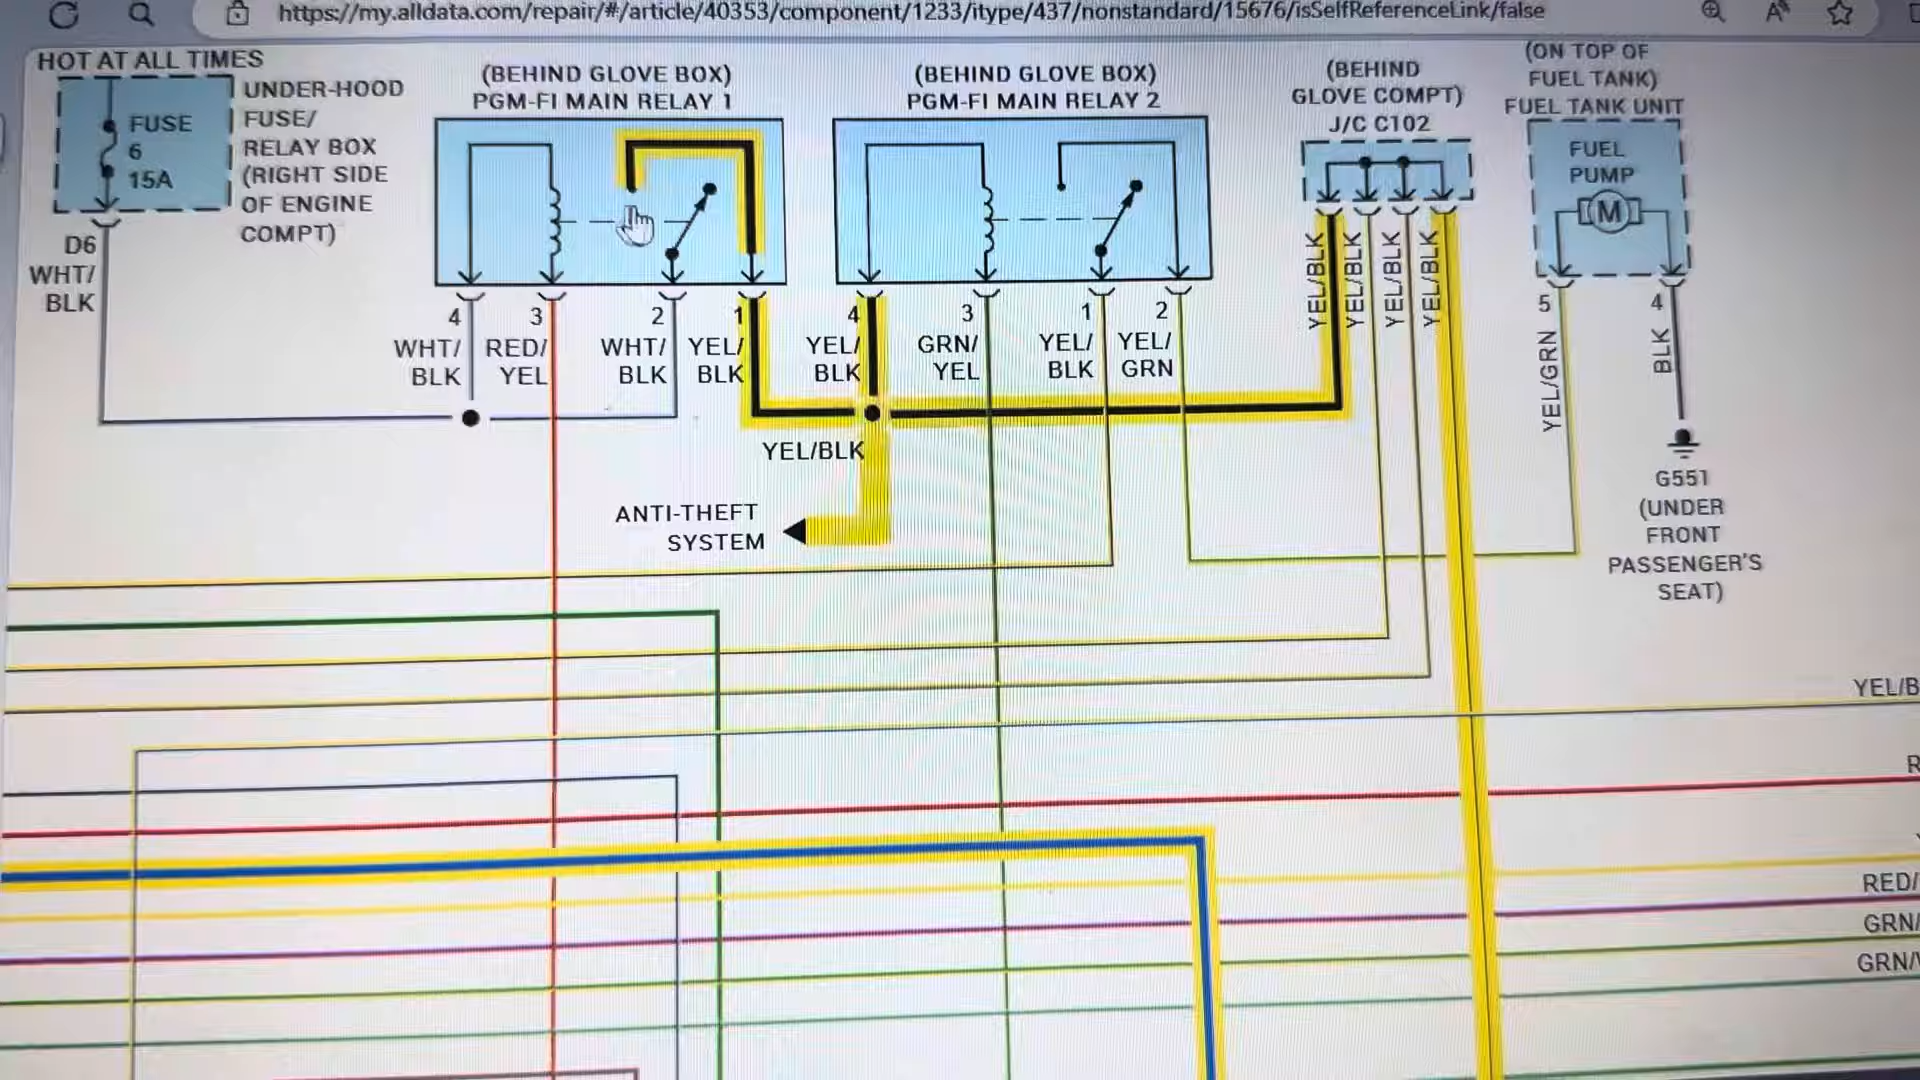 https://my.alldata.com/repair/#/article/40353/component/1233/itype/437/nonstandard/15676/isSelfReferenceLink/false
HOT AT ALL TIMES
FUSE
6
15A
UNDER-HOOD
FUSE/
RELAY BOX
(RIGHT SIDE
OF ENGINE
COMPT)
D6
WHT/
BLK
(BEHIND GLOVE BOX)
PGM-FI MAIN RELAY 1
4
WHT/
BLK
3
RED/
YEL
2
WHT/
BLK
1
YEL/
BLK
(BEHIND GLOVE BOX)
PGM-FI MAIN RELAY 2
4
YEL/
BLK
3
GRN/
YEL
1
YEL/
BLK
2
YEL/
GRN
YEL/BLK
ANTI-THEFT
SYSTEM
(BEHIND
GLOVE COMPT)
J/C C102
YEL/BLK
YEL/BLK
YEL/BLK
YEL/BLK
(ON TOP OF
FUEL TANK)
FUEL TANK UNIT
FUEL
PUMP
M
5
YEL/GRN
4
BLK
G551
(UNDER
FRONT
PASSENGER'S
SEAT)
YEL/B
R
RED/
GRN/
GRN/